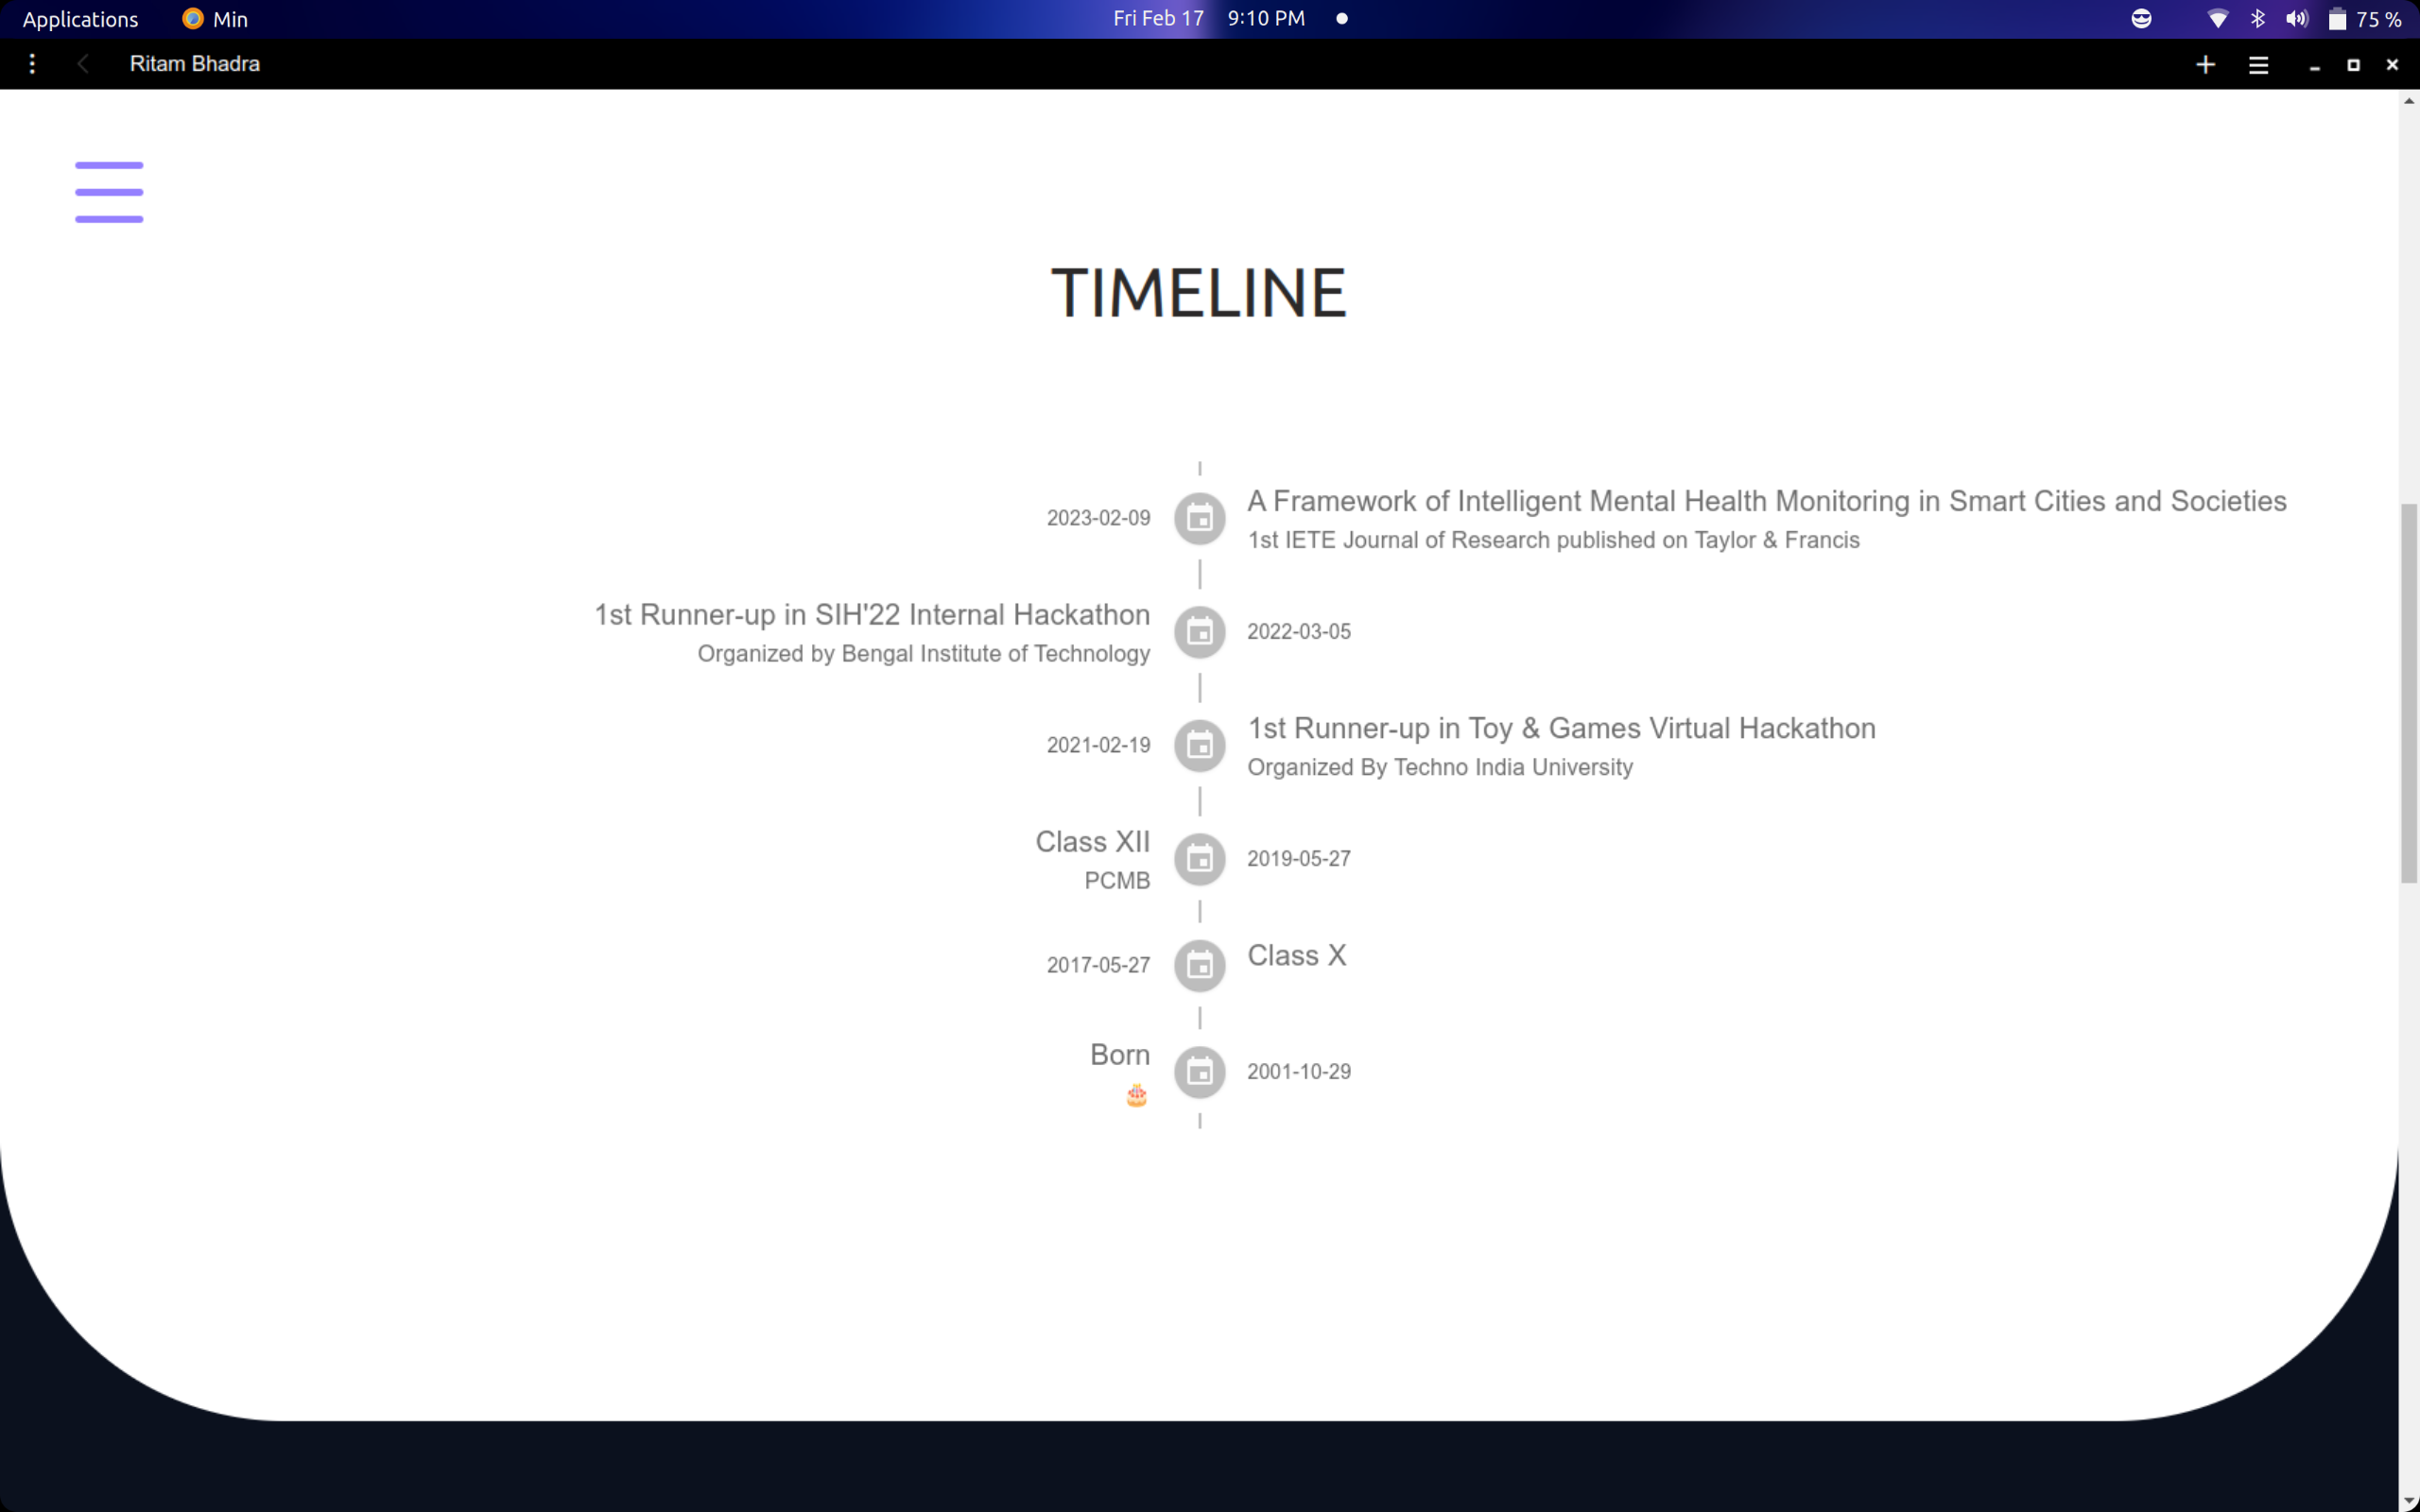 Applications Min Fri Feb 17 9:10 PM 75 %
Ritam Bhadra
TIMELINE
2023-02-09
A Framework of Intelligent Mental Health Monitoring in Smart Cities and Societies
1st IETE Journal of Research published on Taylor & Francis
1st Runner-up in SIH'22 Internal Hackathon
Organized by Bengal Institute of Technology
2022-03-05
2021-02-19
1st Runner-up in Toy & Games Virtual Hackathon
Organized By Techno India University
Class XII
PCMB
2019-05-27
2017-05-27
Class X
Born
2001-10-29